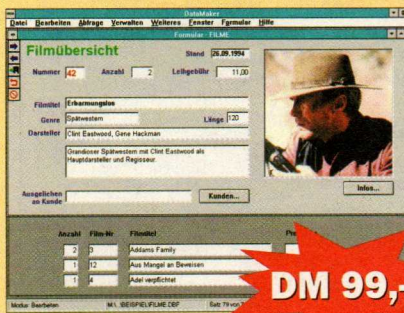 DataMaker
Datei Bearbeiten Abfrage Verwalten Weiteres Fenster Formular Hilfe
Formular - FILME
Filmübersicht
Stand 26.09.1994
Nummer 42 Anzahl 2 Leihgebühr 11,00
Filmtitel Erbarmungslos
Genre Spätwestern Länge 120
Darsteller Clint Eastwood, Gene Hackman
Grandioser Spätwestern mit Clint Eastwood als
Hauptdarsteller und Regisseur.
Ausgeliehen
an Kunde
Kunden...
Infos...
Anzahl Film-Nr Filmtitel
2 3 Addams Family
1 12 Aus Mangel an Beweisen
1 4 Adel verpflichtet
DM 99,-
Modus: Bearbeiten Satz 79 von